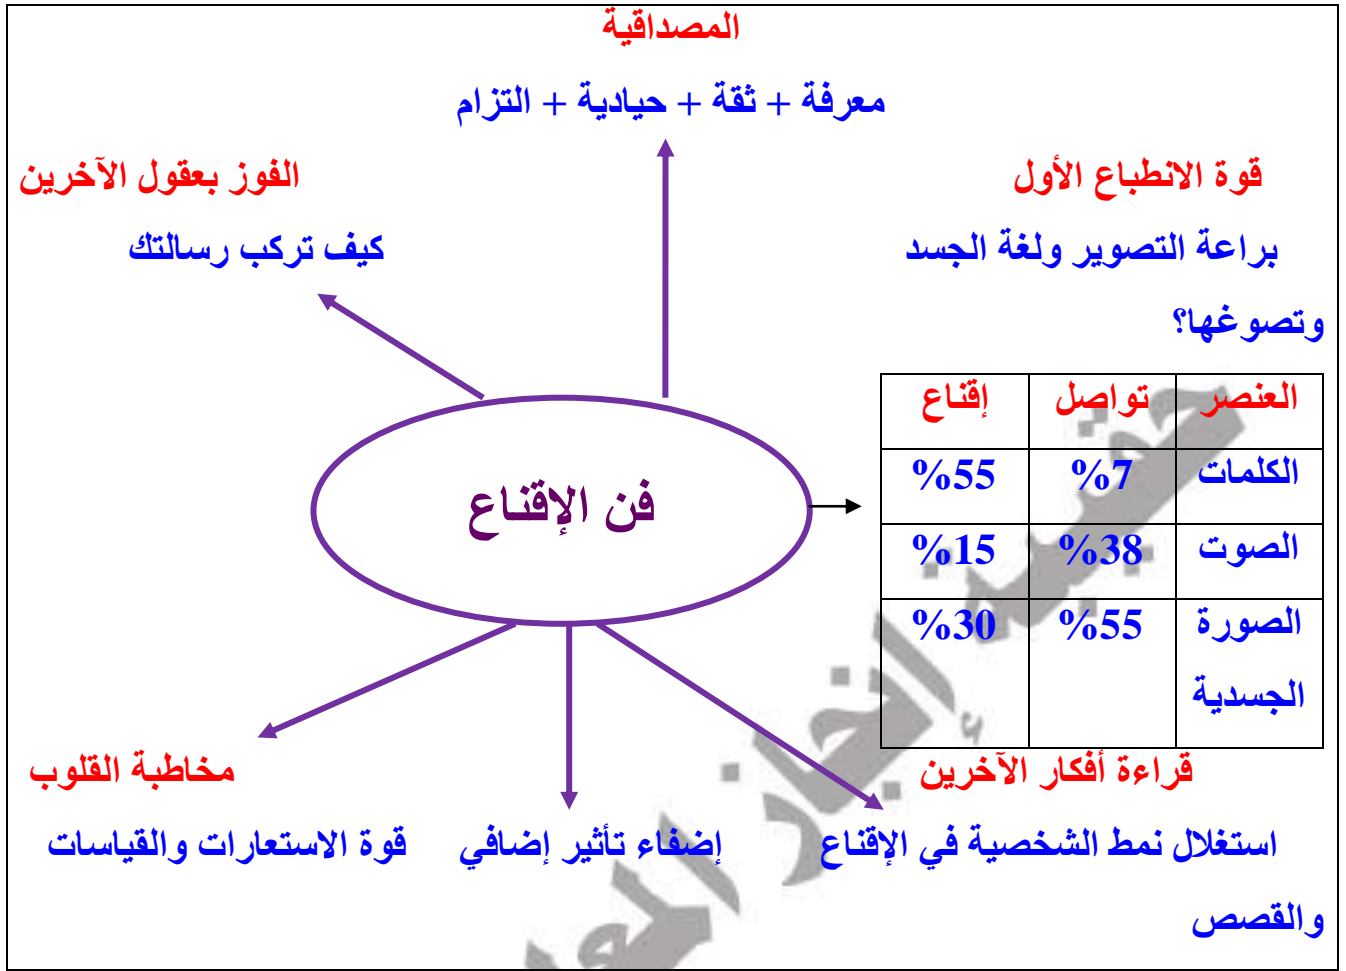 المصداقية
معرفة + ثقة + حيادية + التزام
قوة الانطباع الأول
الفوز بعقول الآخرين
براعة التصوير ولغة الجسد
كيف تركب رسالتك
وتصوغها؟
العنصر تواصل إقناع
الكلمات 7% 55%
الصوت 38% 15%
الصورة 55% 30%
الجسدية
فن الإقناع
قراءة أفكار الآخرين
مخاطبة القلوب
استغلال نمط الشخصية في الإقناع
إضفاء تأثير إضافي
قوة الاستعارات والقياسات
والقصص